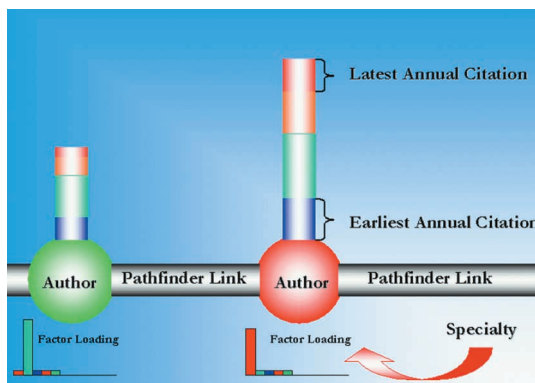 Latest Annual Citation
Earliest Annual Citation
Author
Pathfinder Link
Author
Pathfinder Link
Factor Loading
Factor Loading
Specialty